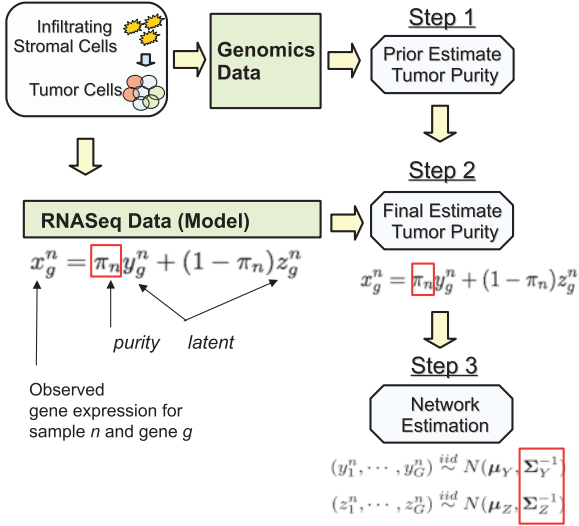 Infiltrating
Stromal Cells
Tumor Cells
Genomics
Data
Step 1
Prior Estimate
Tumor Purity
Step 2
Final Estimate
Tumor Purity
RNASeq Data (Model)
x_g^n = π_n y_g^n + (1 − π_n) z_g^n
x_g^n = π_n y_g^n + (1 − π_n) z_g^n
purity latent
Observed
gene expression for
sample n and gene g
Step 3
Network
Estimation
(y_1^n, ⋯, y_G^n) ~^{iid} N(μ_Y, Σ_Y^{-1})
(z_1^n, ⋯, z_G^n) ~^{iid} N(μ_Z, Σ_Z^{-1})